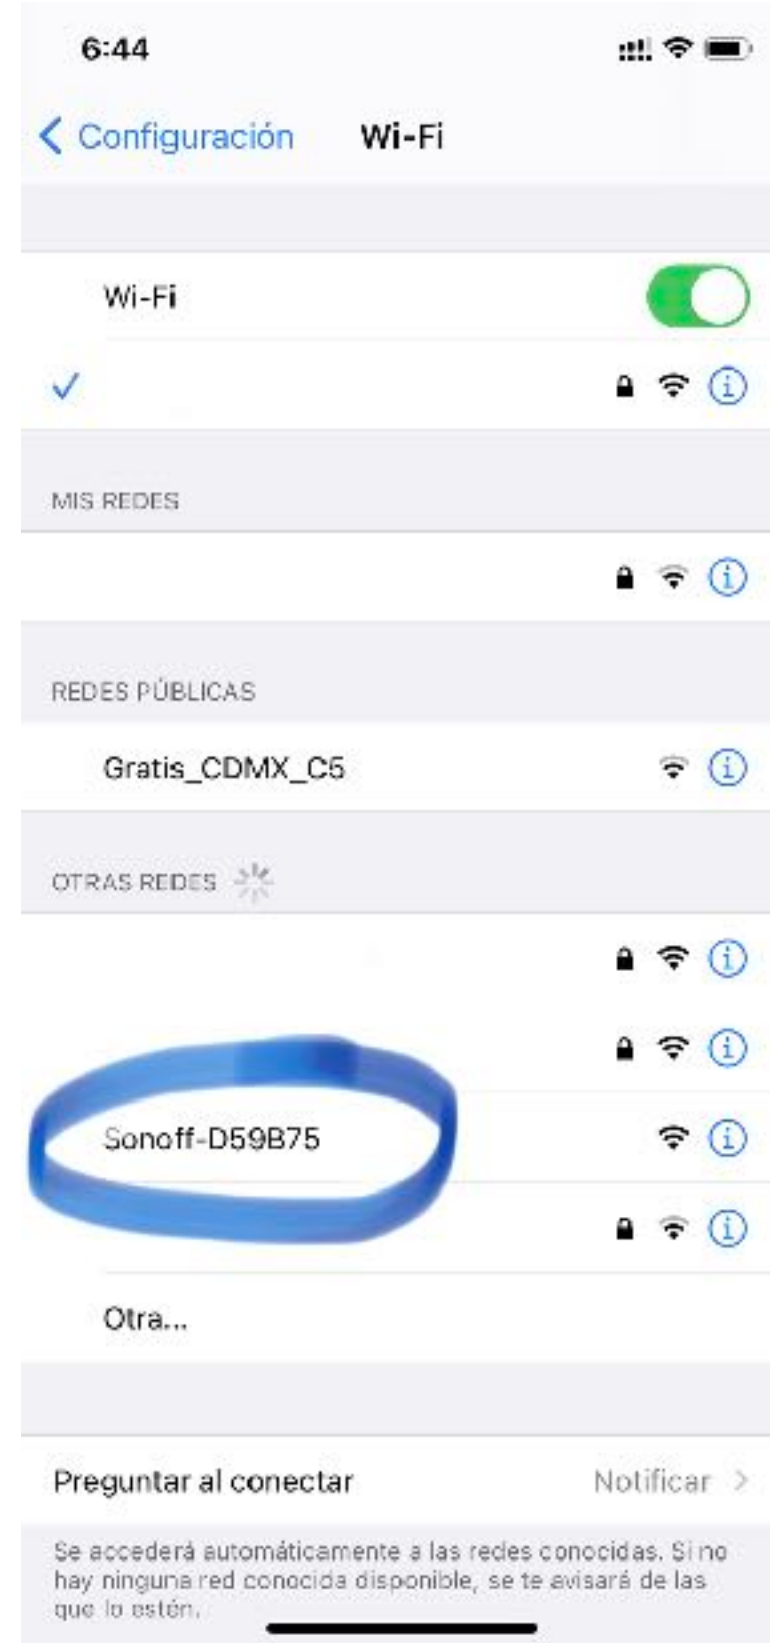 6:44
Configuración Wi-Fi
Wi-Fi
MIS REDES
REDES PÚBLICAS
Gratis_CDMX_C5
OTRAS REDES
Sonoff-D59B75
Otra...
Preguntar al conectar Notificar
Se accederá automáticamente a las redes conocidas. Si no
hay ninguna red conocida disponible, se te avisará de las
que lo estén.